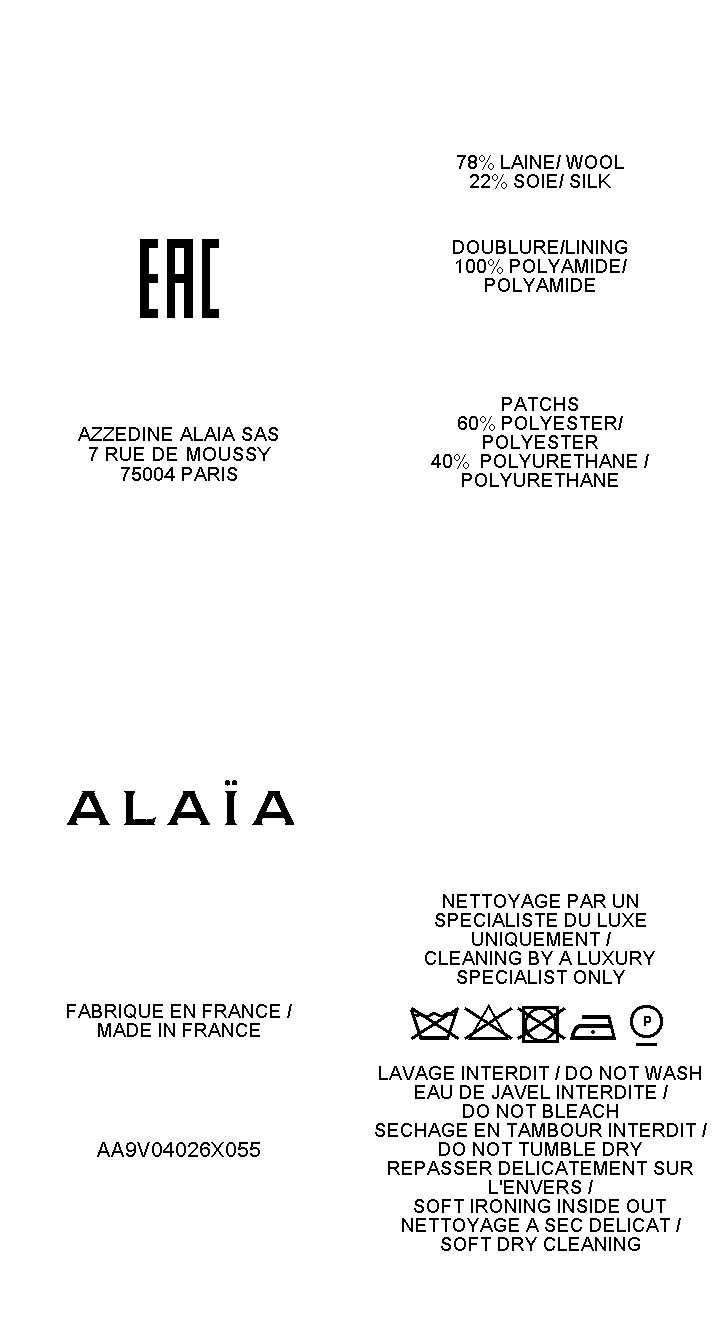 EAC
AZZEDINE ALAIA SAS
7 RUE DE MOUSSY
75004 PARIS
78% LAINE/ WOOL
22% SOIE/ SILK
DOUBLURE/LINING
100% POLYAMIDE/
POLYAMIDE
PATCHS
60% POLYESTER/
POLYESTER
40% POLYURETHANE /
POLYURETHANE
ALAÏA
FABRIQUE EN FRANCE /
MADE IN FRANCE
AA9V04026X055
NETTOYAGE PAR UN
SPECIALISTE DU LUXE
UNIQUEMENT /
CLEANING BY A LUXURY
SPECIALIST ONLY
P
LAVAGE INTERDIT / DO NOT WASH
EAU DE JAVEL INTERDITE /
DO NOT BLEACH
SECHAGE EN TAMBOUR INTERDIT /
DO NOT TUMBLE DRY
REPASSER DELICATEMENT SUR
L'ENVERS /
SOFT IRONING INSIDE OUT
NETTOYAGE A SEC DELICAT /
SOFT DRY CLEANING